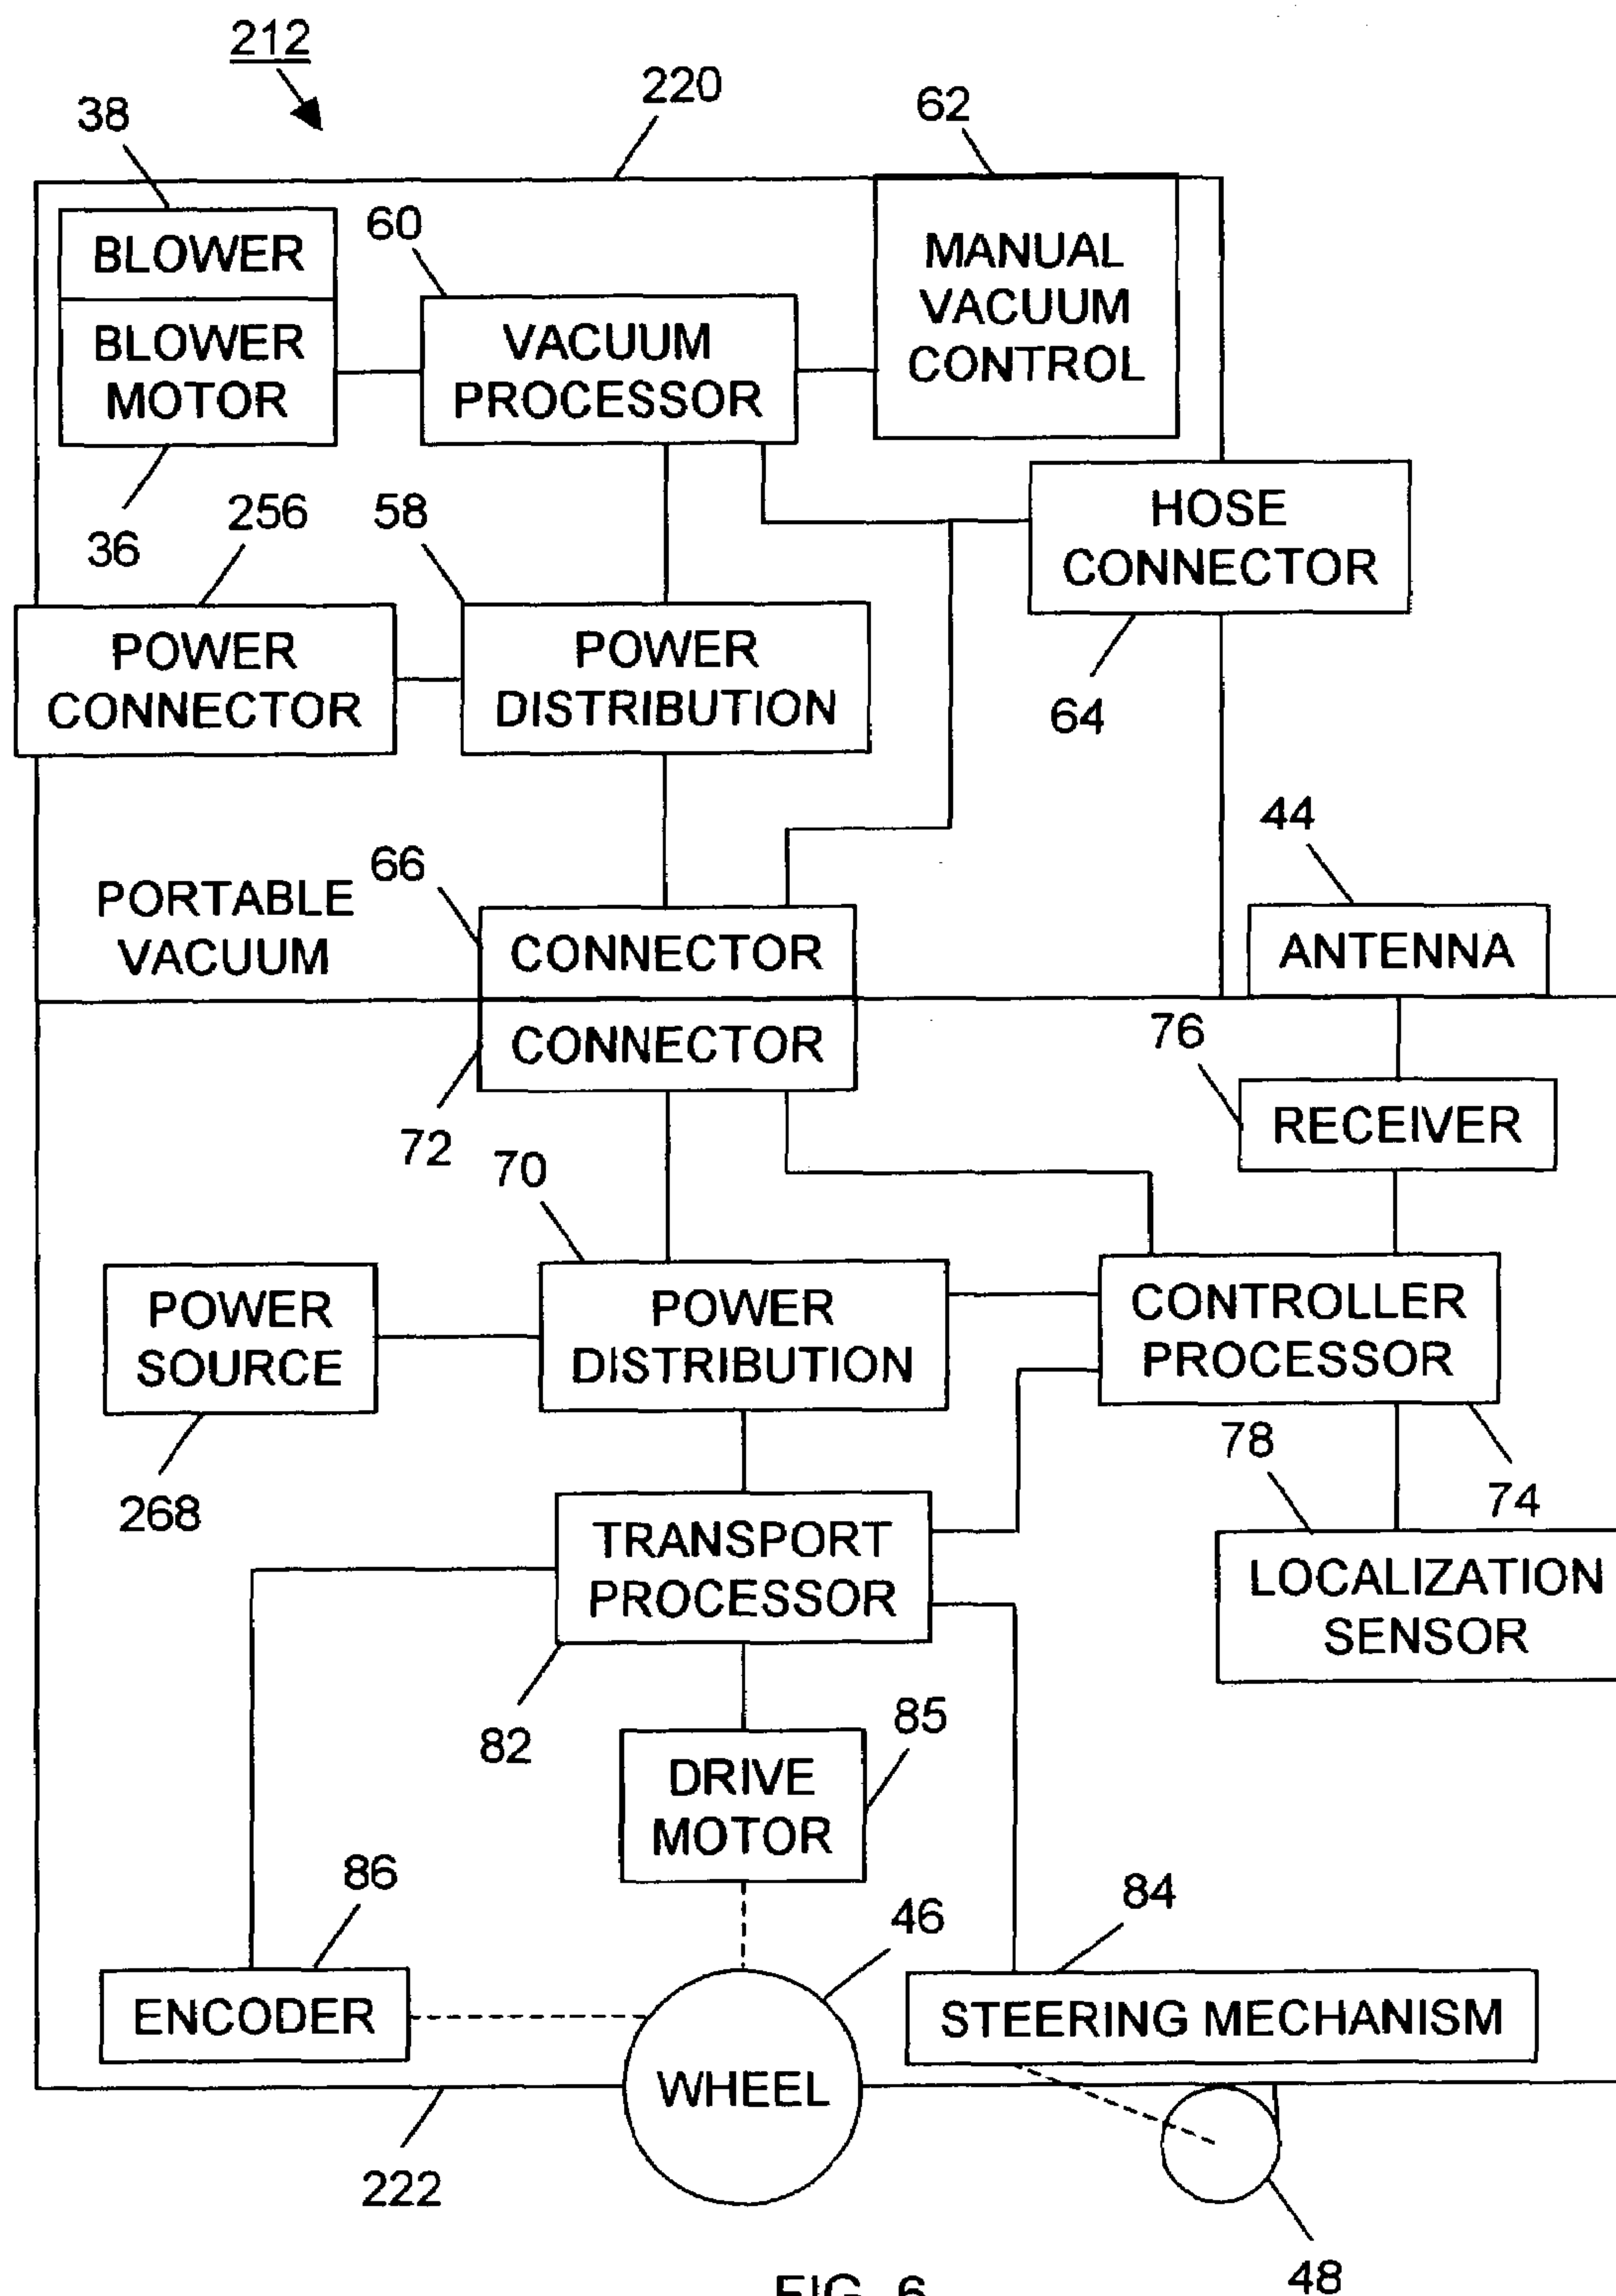 212
220
62
38
60
BLOWER
MANUAL
VACUUM
CONTROL
BLOWER
MOTOR
VACUUM
PROCESSOR
36
256
58
HOSE
CONNECTOR
64
POWER
CONNECTOR
POWER
DISTRIBUTION
44
66
PORTABLE
VACUUM
CONNECTOR
ANTENNA
CONNECTOR
76
72
RECEIVER
70
POWER
SOURCE
POWER
DISTRIBUTION
CONTROLLER
PROCESSOR
268
78
74
TRANSPORT
PROCESSOR
LOCALIZATION
SENSOR
82
85
DRIVE
MOTOR
86
46
84
ENCODER
STEERING MECHANISM
WHEEL
222
48
FIG. 6